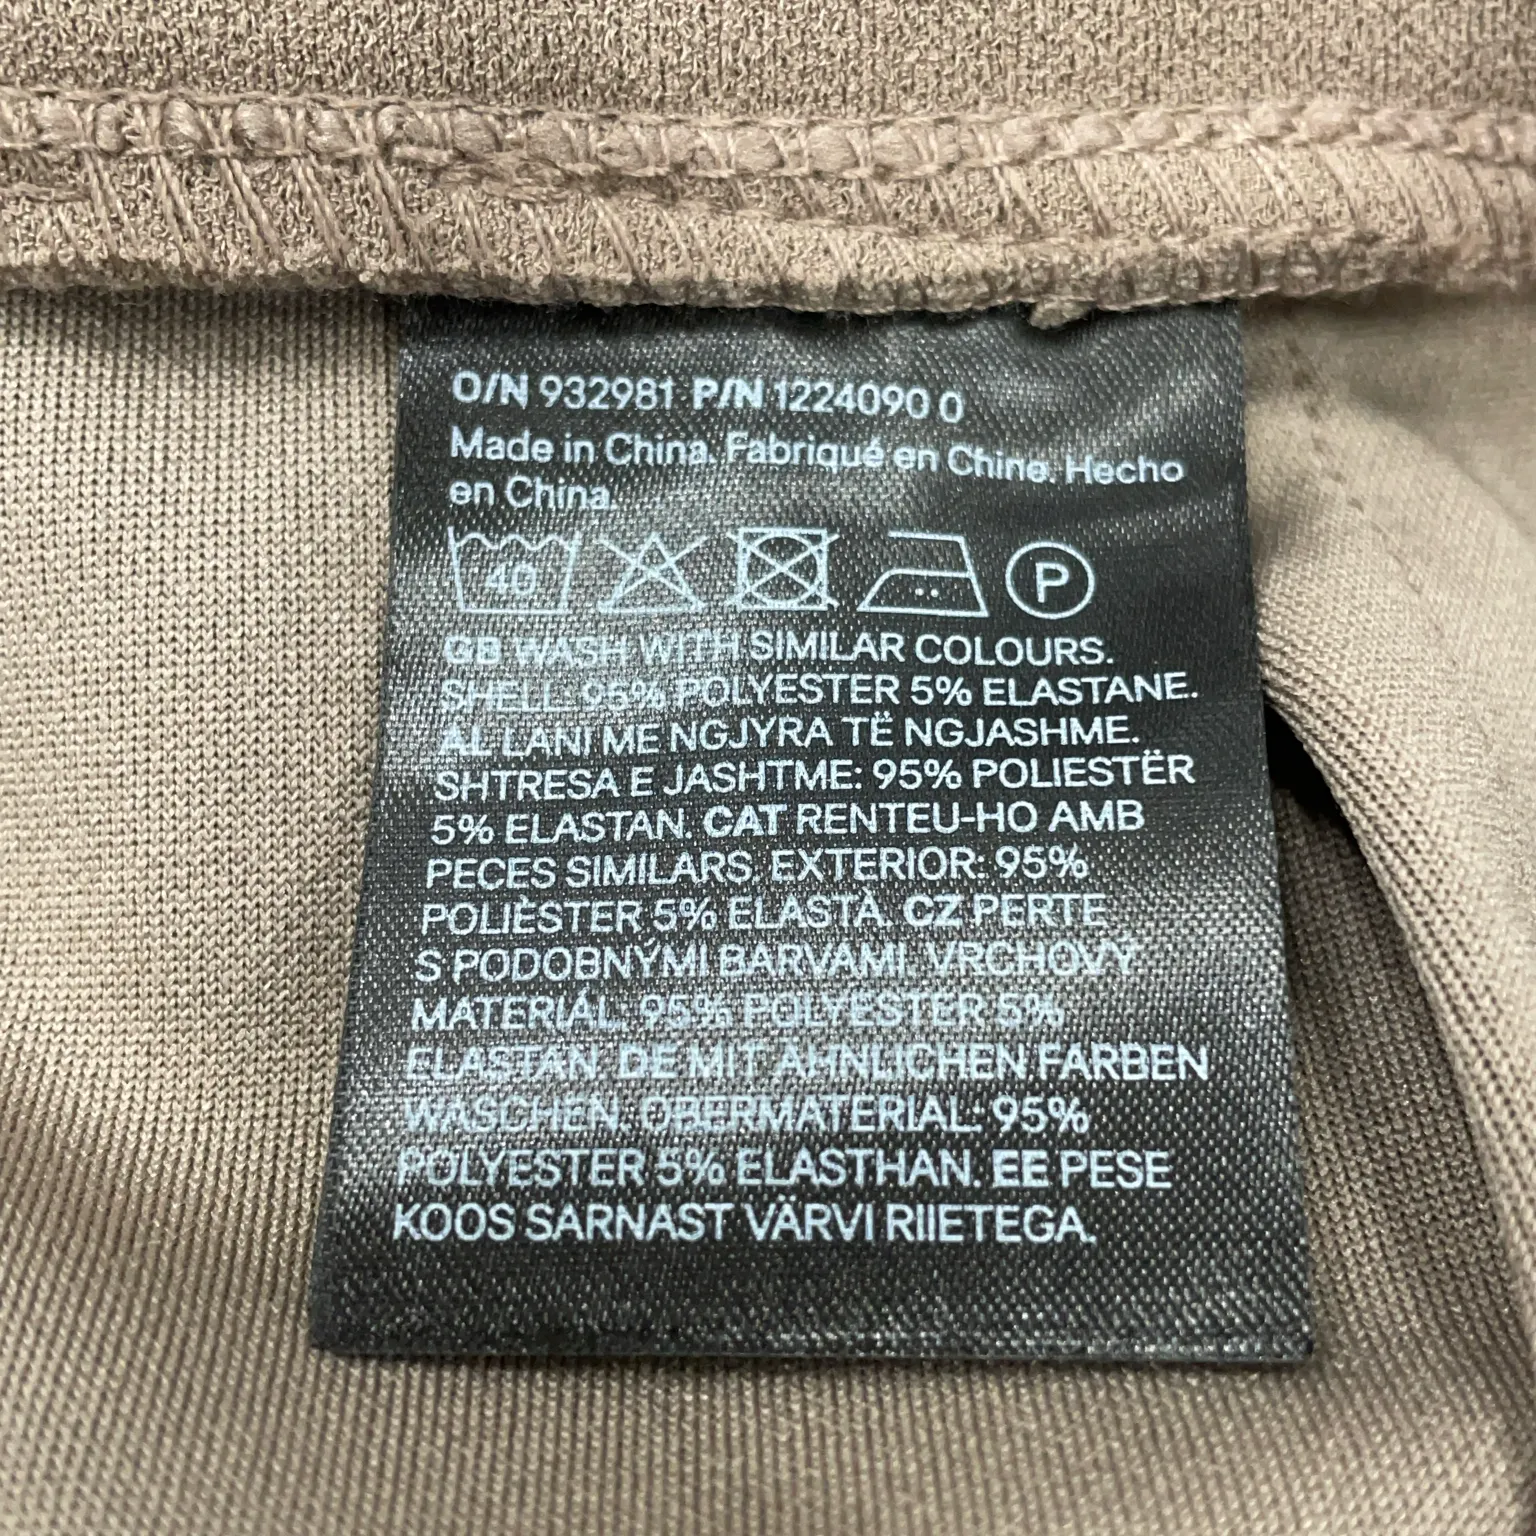 O/N 932981 P/N 1224090 0
Made in China. Fabriqué en Chine. Hecho
en China.
40 P
GB WASH WITH SIMILAR COLOURS.
SHELL: 95% POLYESTER 5% ELASTANE.
AL LANI ME NGJYRA TË NGJASHME.
SHTRESA E JASHTME: 95% POLIESTËR
5% ELASTAN. CAT RENTEU-HO AMB
PECES SIMILARS. EXTERIOR: 95%
POLIÈSTER 5% ELASTÀ. CZ PERTE
S PODOBNÝMI BARVAMI. VRCHOVÝ
MATERIÁL: 95% POLYESTER 5%
ELASTAN. DE MIT ÄHNLICHEN FARBEN
WASCHEN. OBERMATERIAL: 95%
POLYESTER 5% ELASTHAN. EE PESE
KOOS SARNAST VÄRVI RIIETEGA.